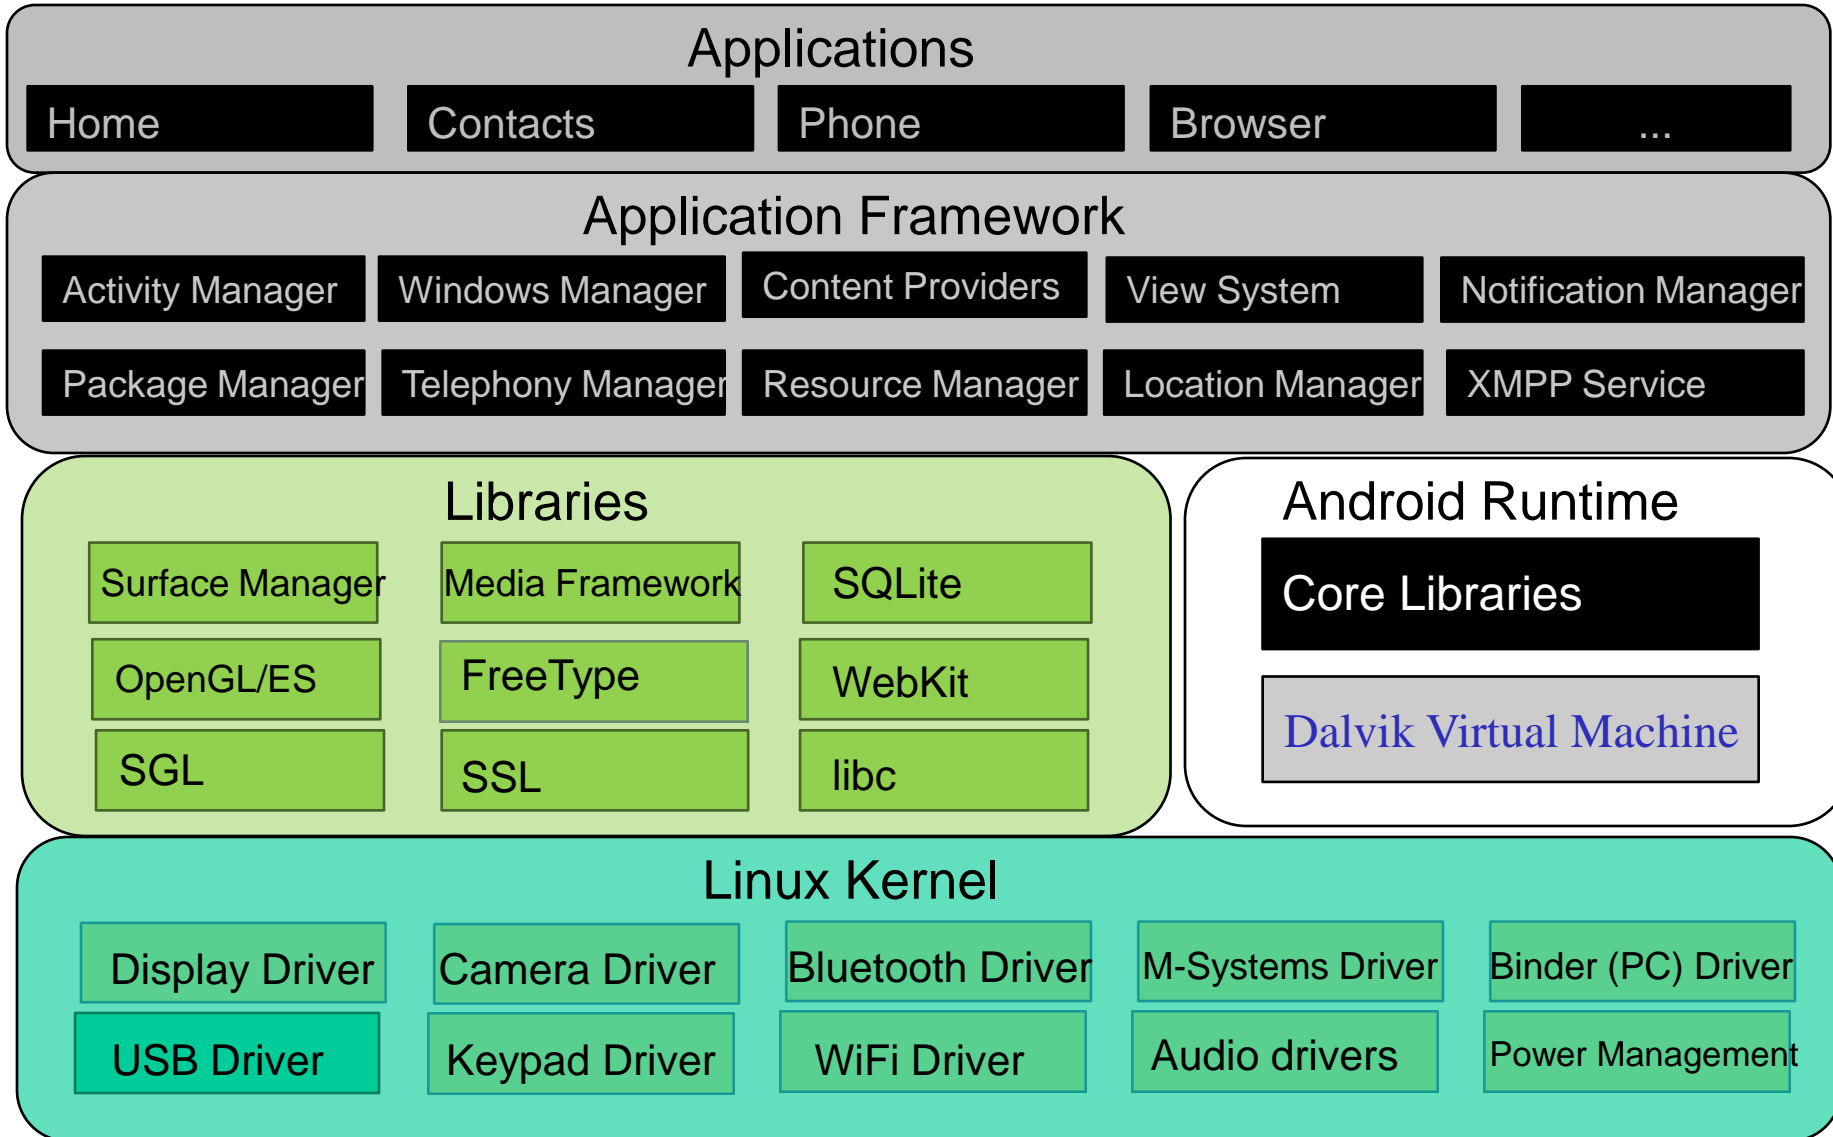 Applications
Home
Contacts
Phone
Browser
...
Application Framework
Activity Manager
Windows Manager
Content Providers
View System
Notification Manager
Package Manager
Telephony Manager
Resource Manager
Location Manager
XMPP Service
Libraries
Surface Manager
Media Framework
SQLite
OpenGL/ES
FreeType
WebKit
SGL
SSL
libc
Android Runtime
Core Libraries
Dalvik Virtual Machine
Linux Kernel
Display Driver
Camera Driver
Bluetooth Driver
M-Systems Driver
Binder (PC) Driver
USB Driver
Keypad Driver
WiFi Driver
Audio drivers
Power Management